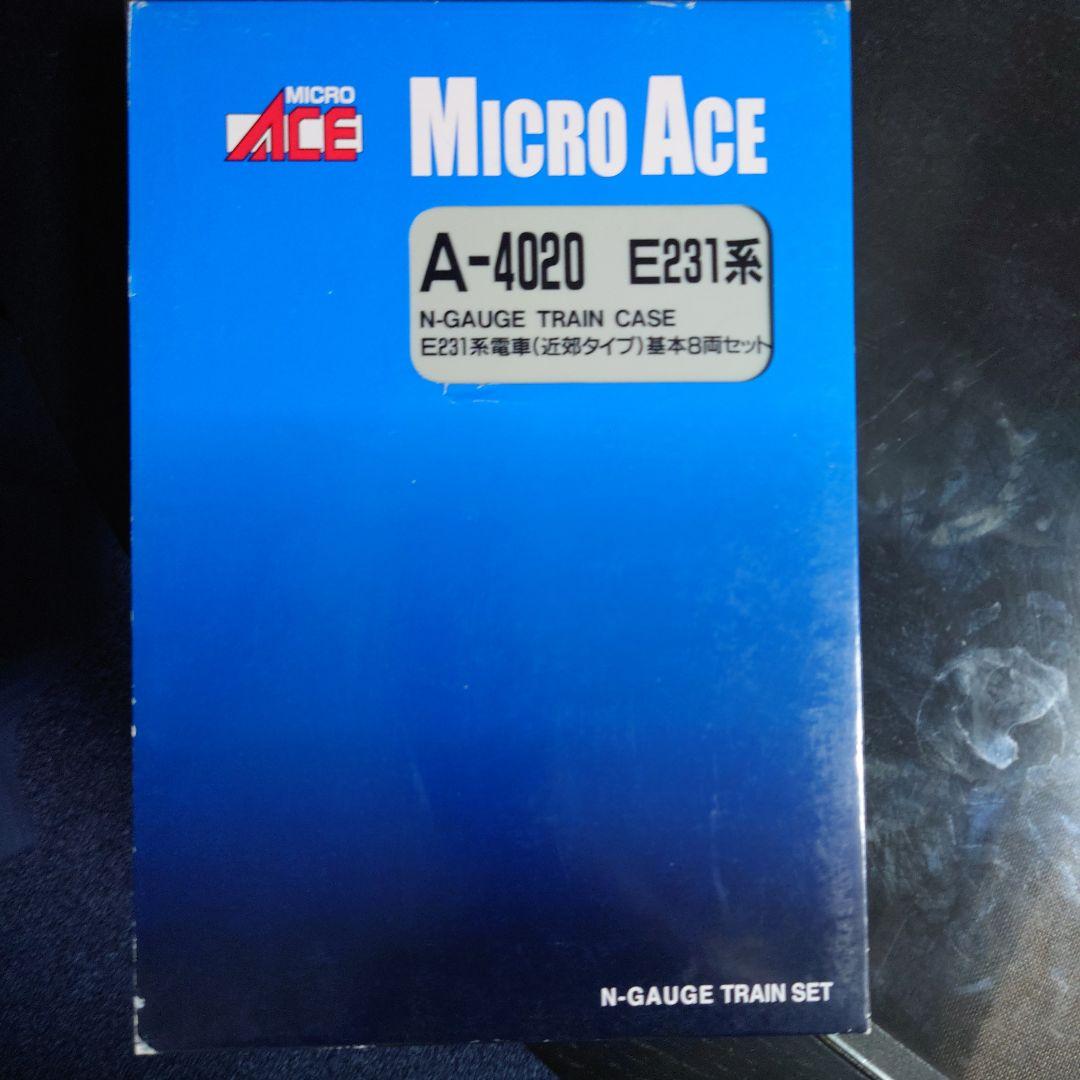 MICRO
ACE
MICRO ACE
A-4020 E231系
N-GAUGE TRAIN CASE
E231系電車(近郊タイプ)基本8両セット
N-GAUGE TRAIN SET